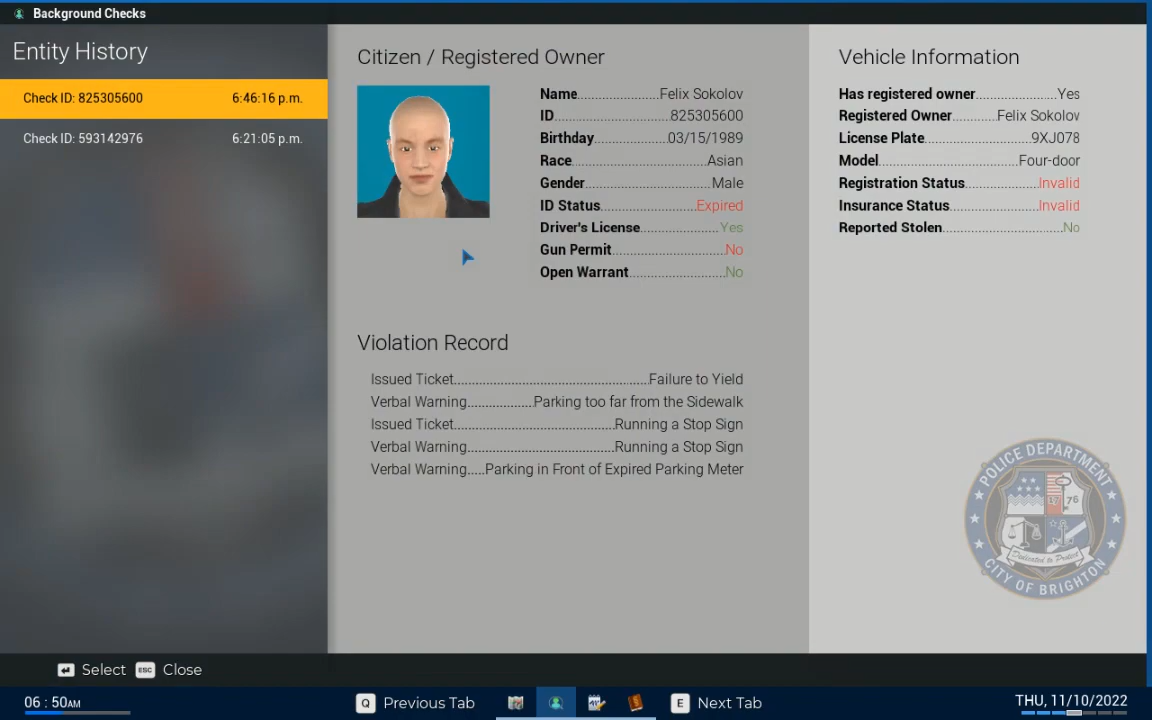 Background Checks
Entity History
Check ID: 825305600 6:46:16 p.m.
Check ID: 593142976 6:21:05 p.m.
Citizen / Registered Owner
Name Felix Sokolov
ID 825305600
Birthday 03/15/1989
Race Asian
Gender Male
ID Status Expired
Driver's License Yes
Gun Permit No
Open Warrant No
Violation Record
Issued Ticket Failure to Yield
Verbal Warning Parking too far from the Sidewalk
Issued Ticket Running a Stop Sign
Verbal Warning Running a Stop Sign
Verbal Warning Parking in Front of Expired Parking Meter
Vehicle Information
Has registered owner Yes
Registered Owner Felix Sokolov
License Plate 9XJ078
Model Four-door
Registration Status Invalid
Insurance Status Invalid
Reported Stolen No
POLICE DEPARTMENT
17 76
Dedicated to Protect
CITY OF BRIGHTON
Select ESC Close
06 : 50AM
Q Previous Tab
E Next Tab
THU, 11/10/2022